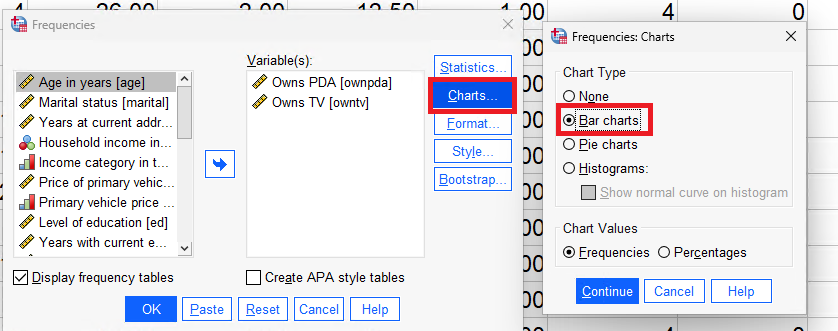 4 26.00 2 12.50 1.00 4 0
Frequencies
Variable(s):
Age in years [age]
Marital status [marital]
Years at current addr...
Household income in...
Income category in t...
Price of primary vehic...
Primary vehicle price ...
Level of education [ed]
Years with current e...
Owns PDA [ownpda]
Owns TV [owntv]
Statistics...
Charts...
Format...
Style...
Bootstrap...
Display frequency tables
Create APA style tables
OK Paste Reset Cancel Help
Frequencies: Charts
Chart Type
None
Bar charts
Pie charts
Histograms:
Show normal curve on histogram
Chart Values
Frequencies Percentages
Continue Cancel Help